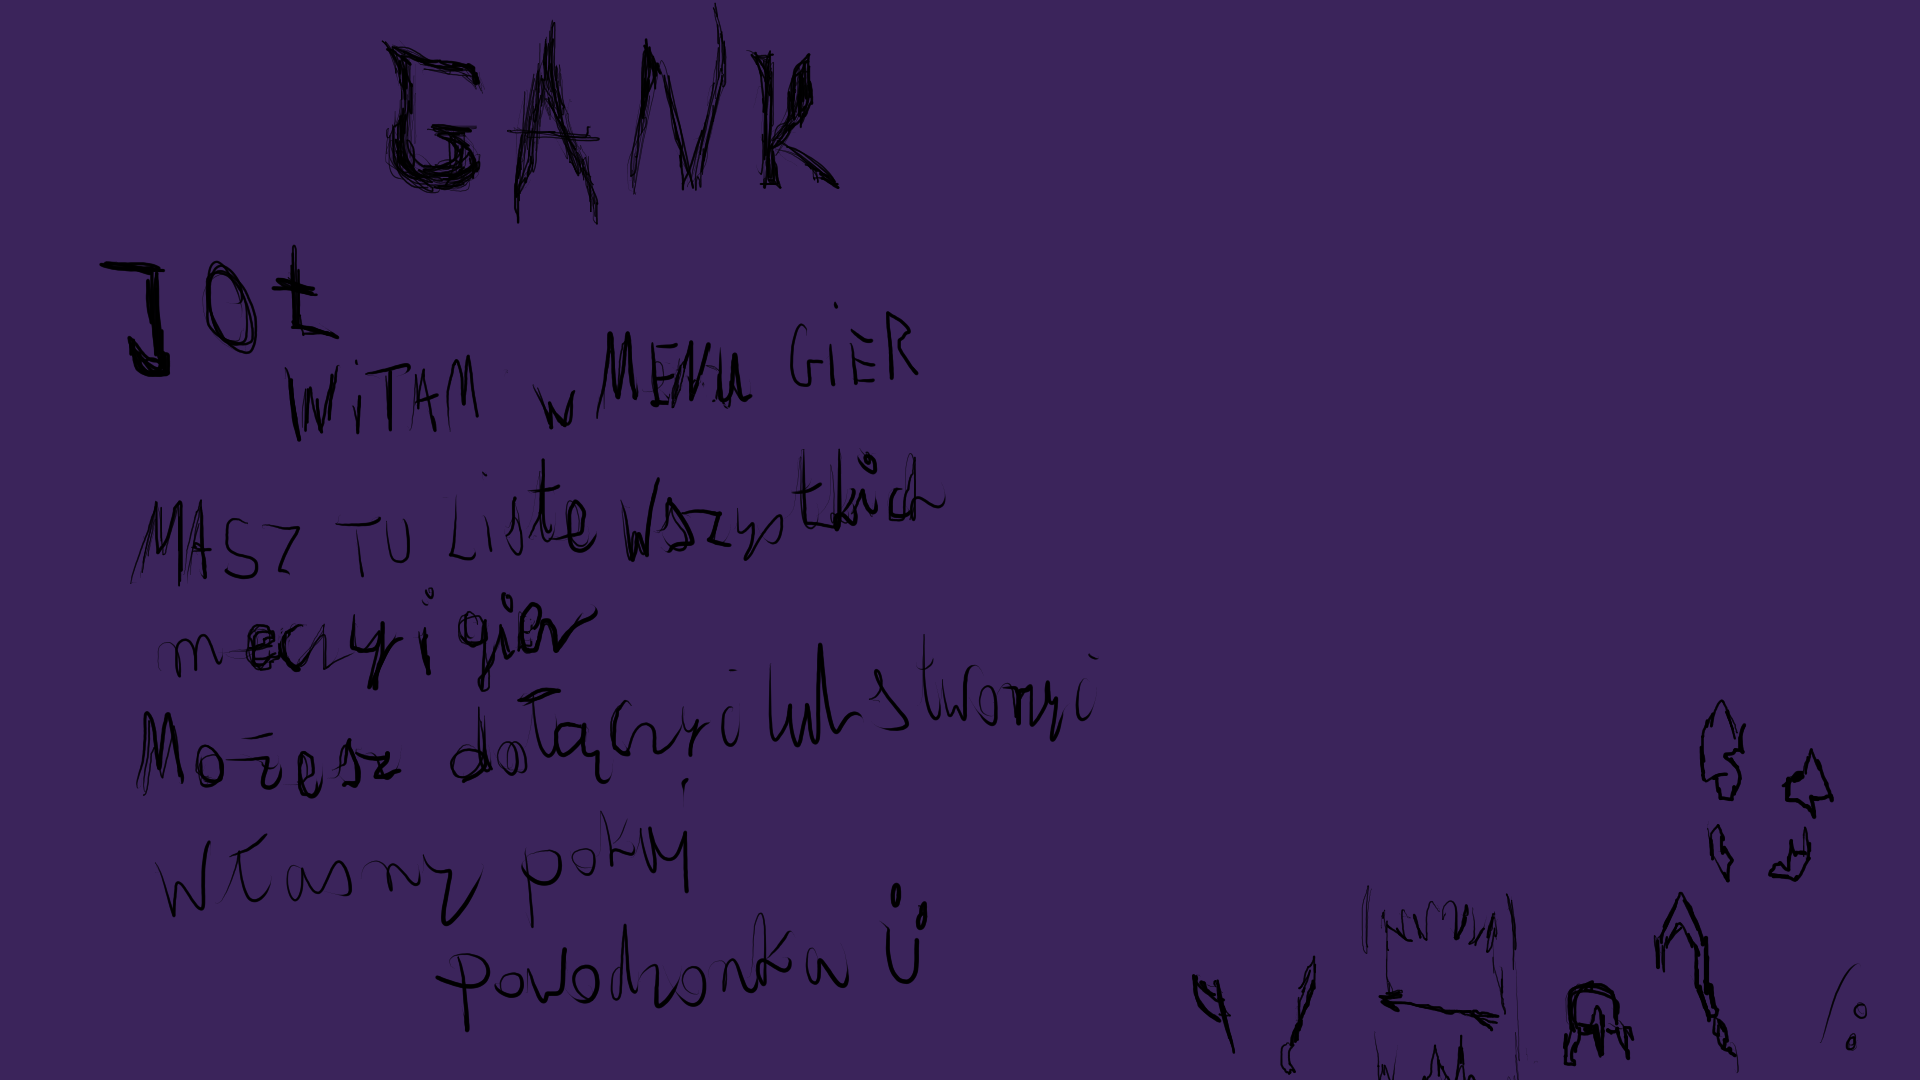 GANK
JOt
WiTAM w MENU GiER
MASZ TU Liste wszystkich
meczy i gier
Możesz dołączyć lub stworzyć
własny pokój
powodzonka Ü